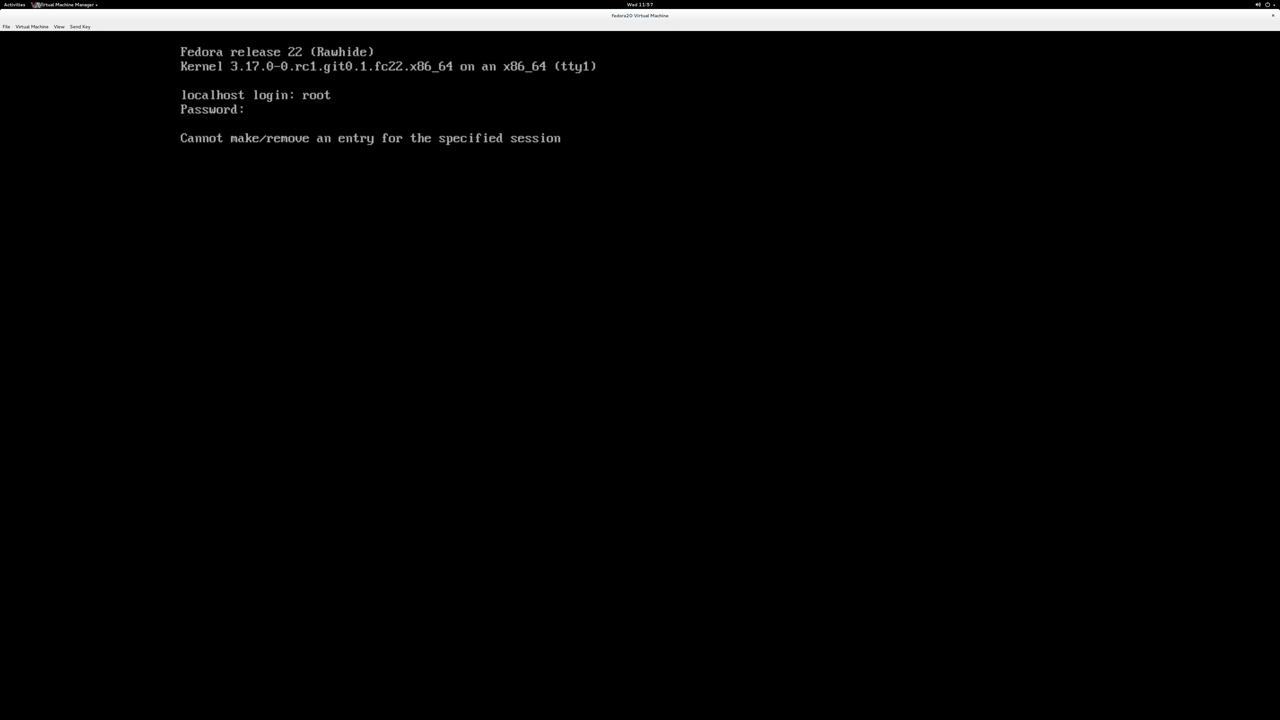 Activities Virtual Machine Manager Wed 11:57
Fedora20 Virtual Machine
File Virtual Machine View Send Key
Fedora release 22 (Rawhide)
Kernel 3.17.0-0.rc1.git0.1.fc22.x86_64 on an x86_64 (tty1)
localhost login: root
Password:
Cannot make/remove an entry for the specified session